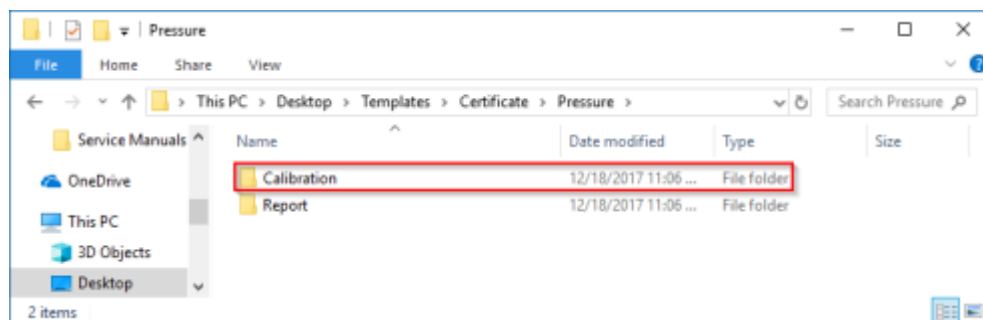 Pressure
File Home Share View
This PC > Desktop > Templates > Certificate > Pressure > Search Pressure
Service Manuals Name Date modified Type Size
OneDrive Calibration 12/18/2017 11:06 ... File folder
Report 12/18/2017 11:06 ... File folder
This PC
3D Objects
Desktop
2 items